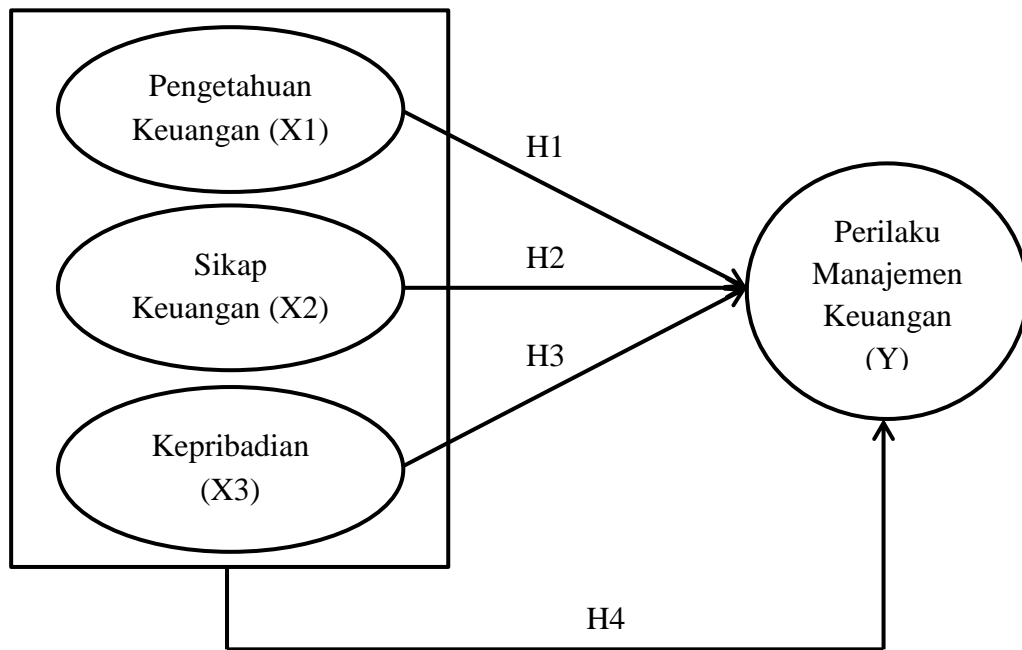 Pengetahuan
Keuangan (X1)
H1
Sikap
Keuangan (X2)
H2
Perilaku
Manajemen
Keuangan
(Y)
H3
Kepribadian
(X3)
H4